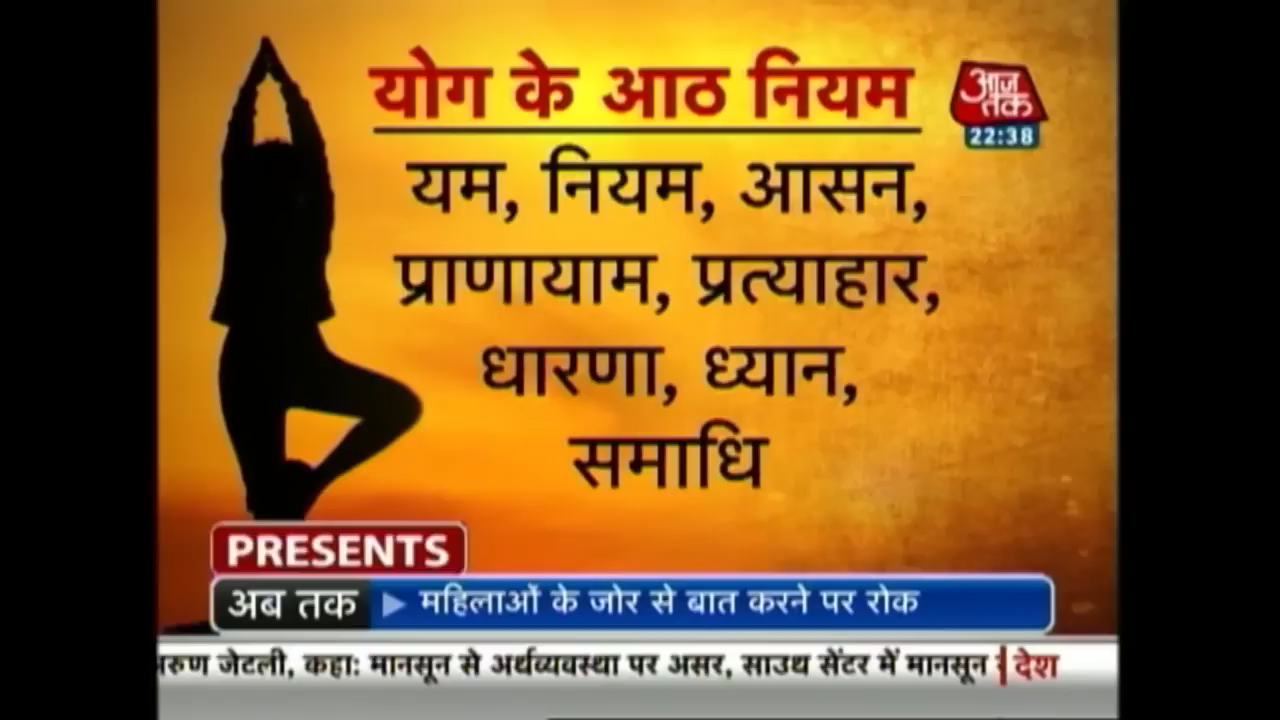 योग के आठ नियम
आज
तक
22:38
यम, नियम, आसन,
प्राणायाम, प्रत्याहार,
धारणा, ध्यान,
समाधि
PRESENTS
अब तक
महिलाओं के जोर से बात करने पर रोक
जेटली, कहा: मानसून से अर्थव्यवस्था पर असर, साउथ सेंटर में मानसून
देश